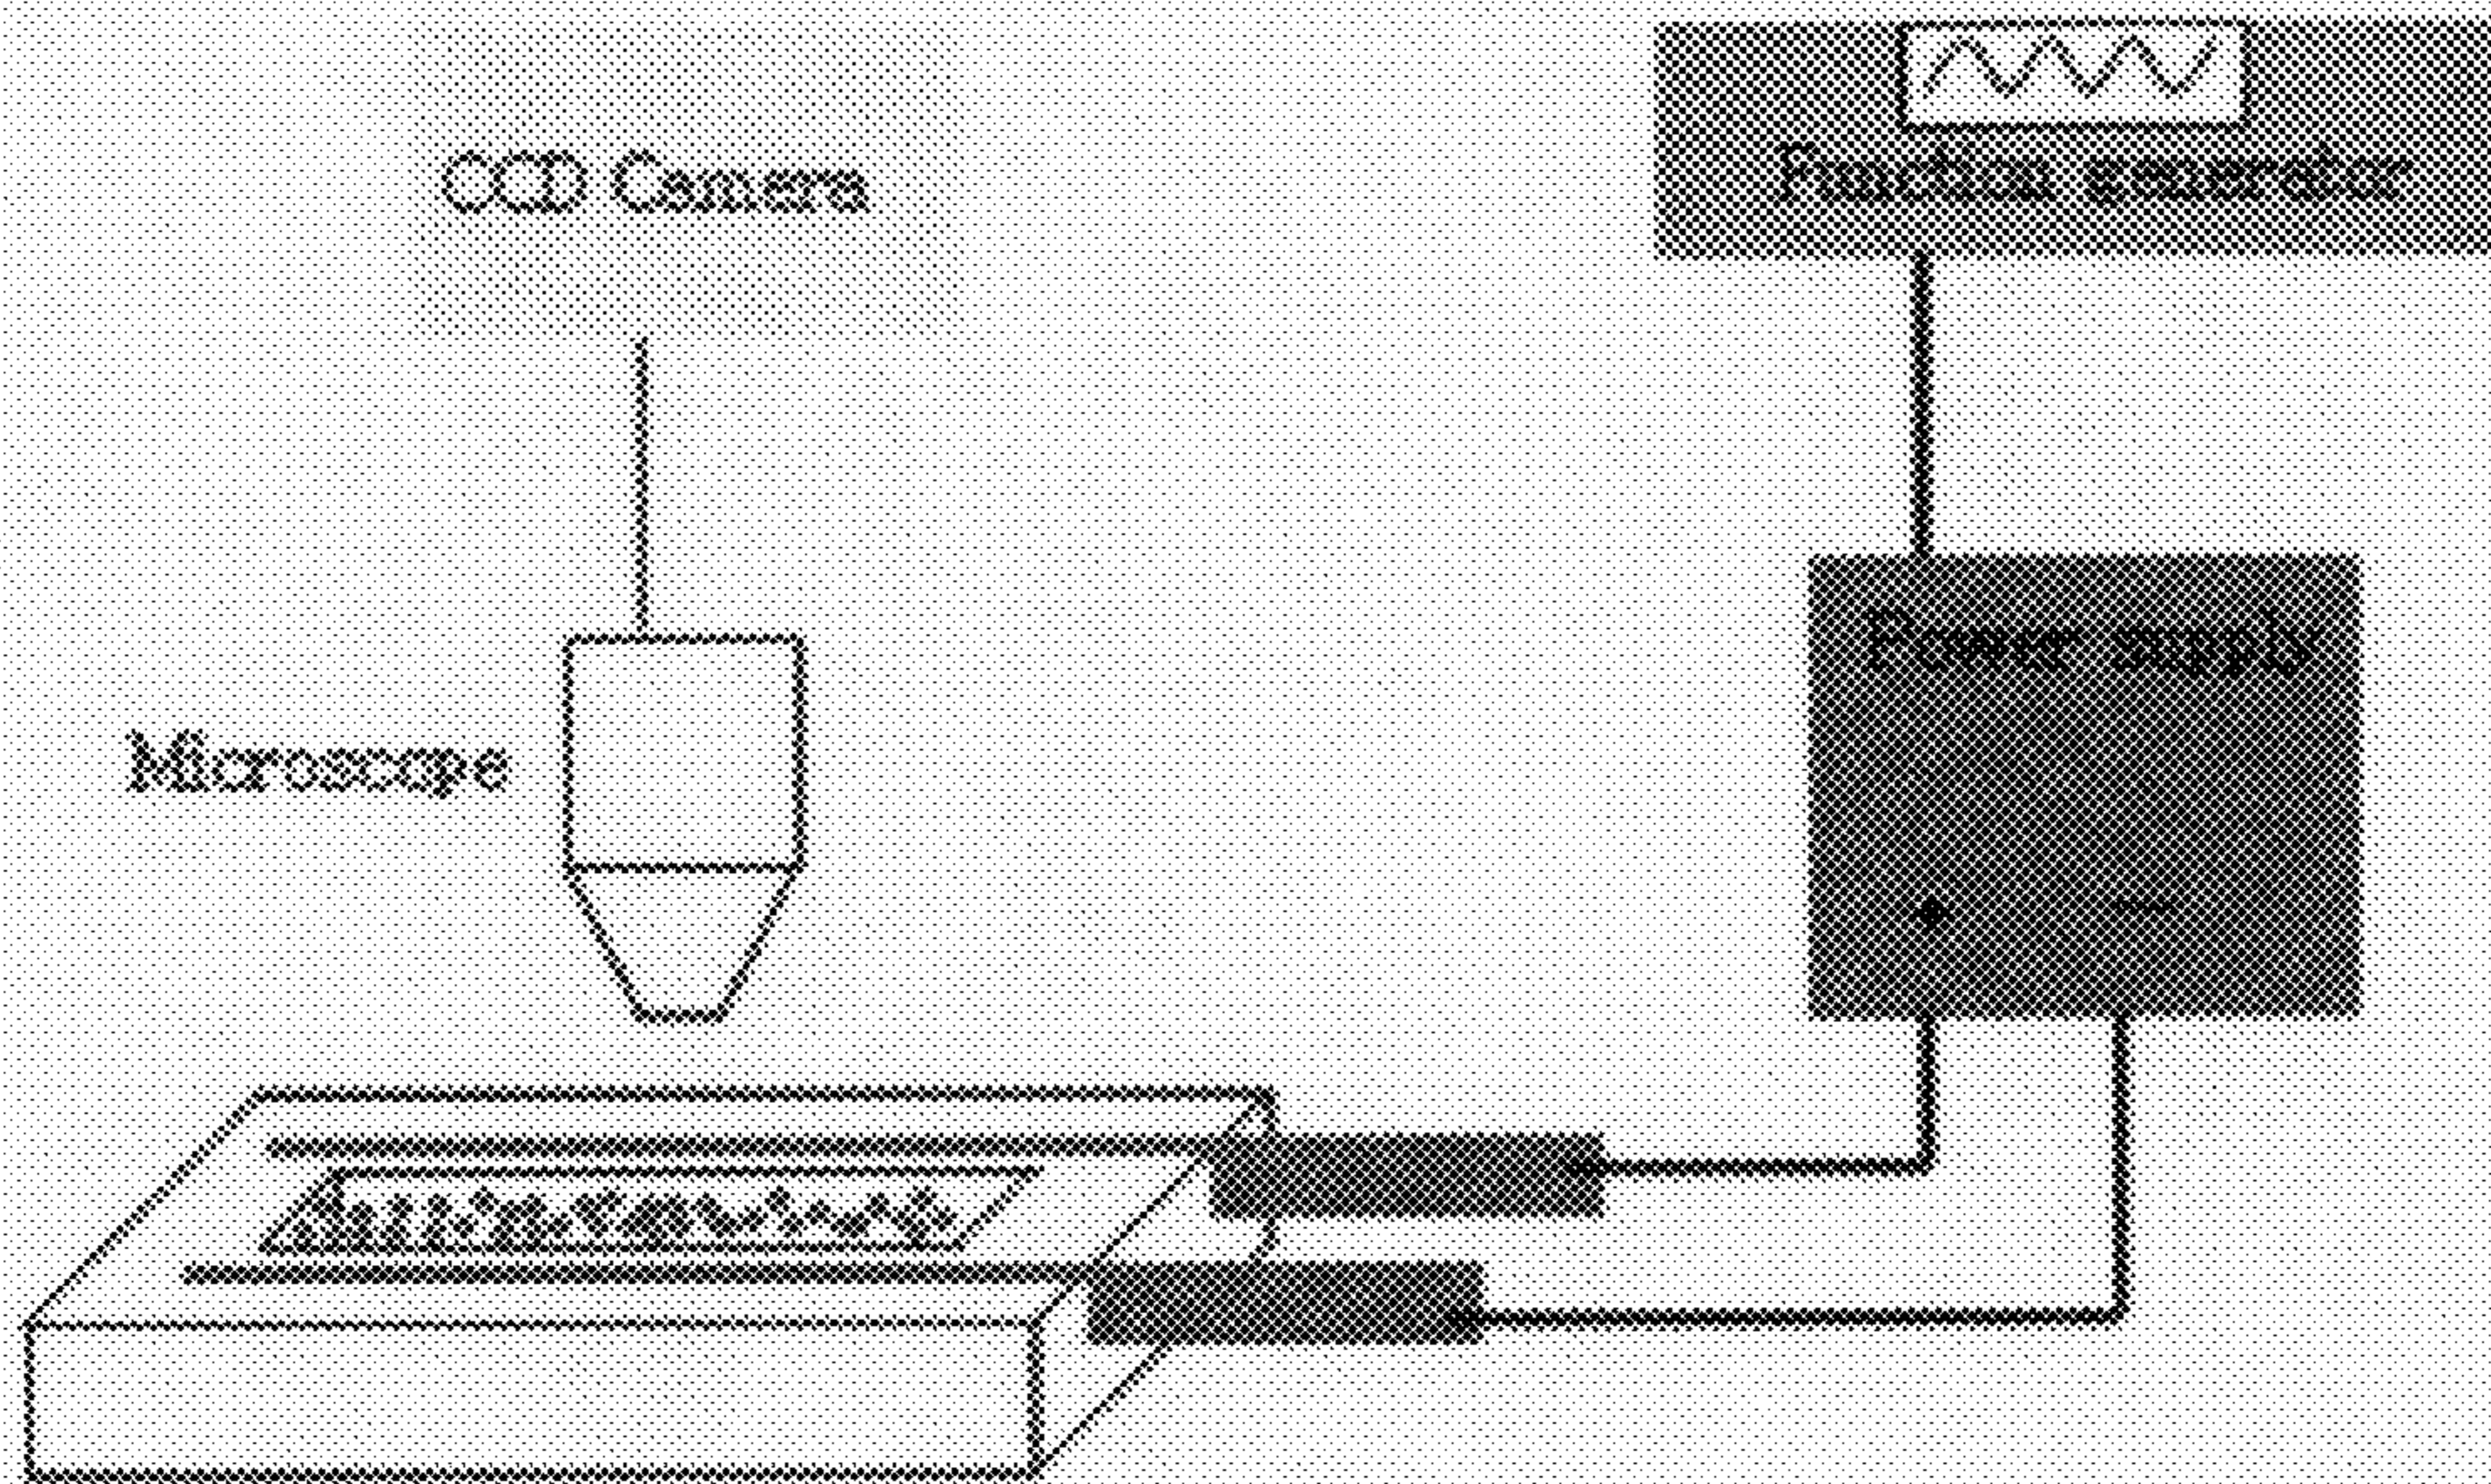 CCD Camera
Function generator
Power supply
Microscope
+ −